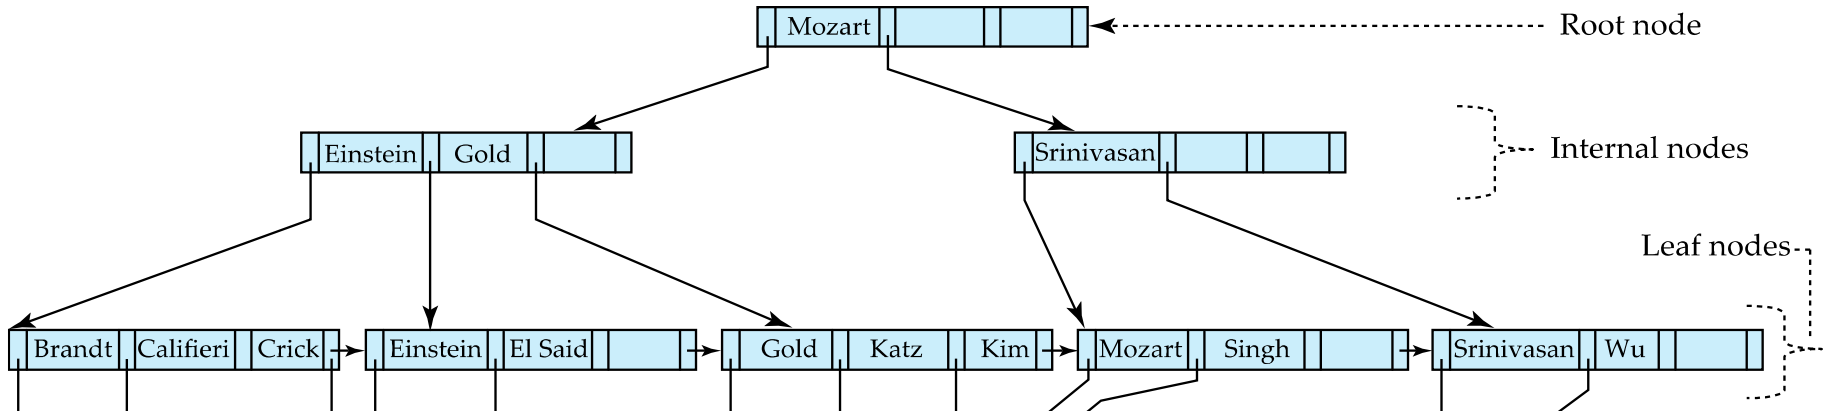 Mozart
Root node
Einstein Gold
Srinivasan
Internal nodes
Leaf nodes
Brandt Califieri Crick
Einstein El Said
Gold Katz Kim
Mozart Singh
Srinivasan Wu